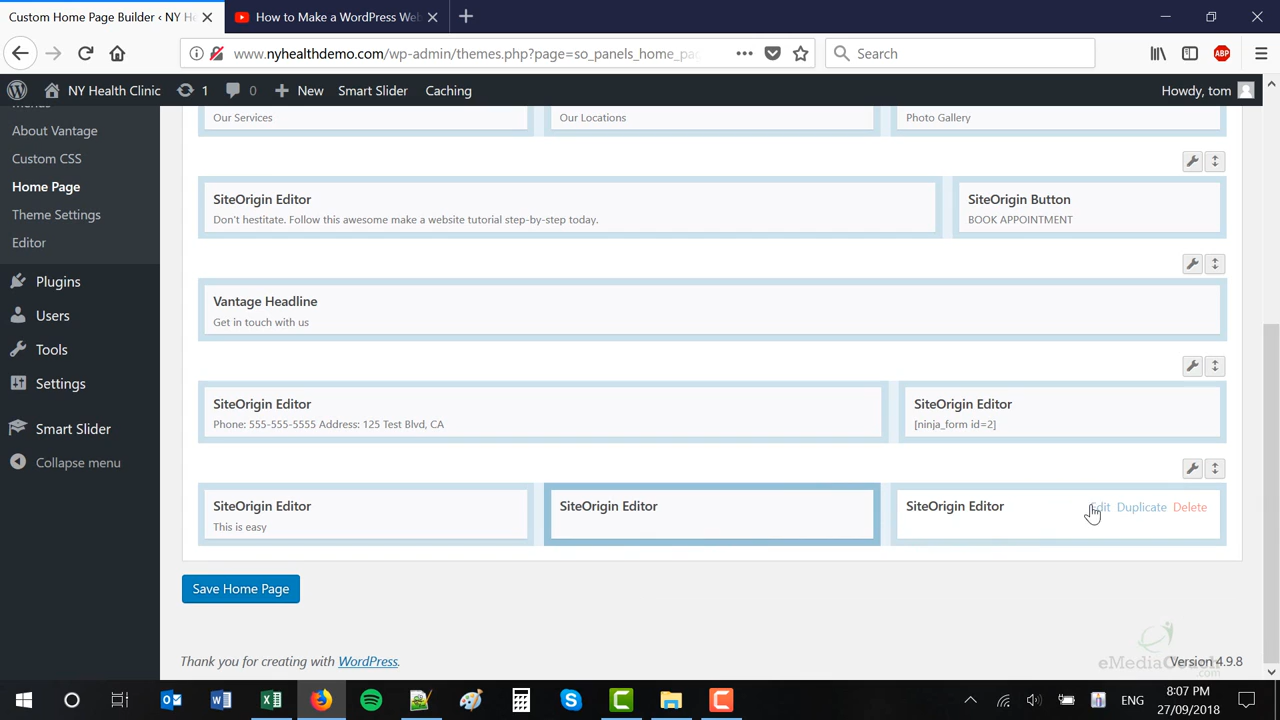 Custom Home Page Builder ‹ NY H
How to Make a WordPress Web
www.nyhealthdemo.com/wp-admin/themes.php?page=so_panels_home_pa
Search
ABP
NY Health Clinic
1
0
New
Smart Slider
Caching
Howdy, tom
About Vantage
Custom CSS
Home Page
Theme Settings
Editor
Plugins
Users
Tools
Settings
Smart Slider
Collapse menu
Our Services
Our Locations
Photo Gallery
SiteOrigin Editor
Don't hestitate. Follow this awesome make a website tutorial step-by-step today.
SiteOrigin Button
BOOK APPOINTMENT
Vantage Headline
Get in touch with us
SiteOrigin Editor
Phone: 555-555-5555 Address: 125 Test Blvd, CA
SiteOrigin Editor
[ninja_form id=2]
SiteOrigin Editor
This is easy
SiteOrigin Editor
SiteOrigin Editor
Edit Duplicate Delete
Save Home Page
Thank you for creating with WordPress.
Version 4.9.8
eMediaCoach
.com
ENG
8:07 PM
27/09/2018